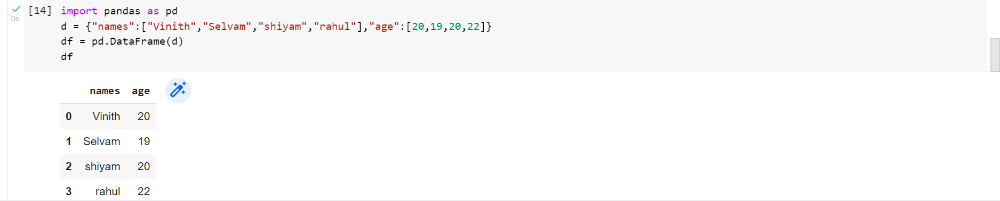 [14] import pandas as pd
0s
d = {"names":["Vinith","Selvam","shiyam","rahul"],"age":[20,19,20,22]}
df = pd.DataFrame(d)
df
names age
0 Vinith 20
1 Selvam 19
2 shiyam 20
3 rahul 22